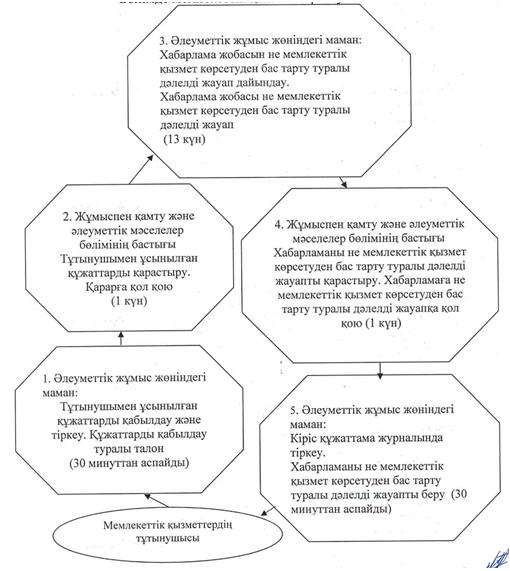 3. Әлеуметтік жұмыс жөніндегі маман:
Хабарлама жобасын не мемлекеттік
қызмет көрсетуден бас тарту туралы
дәлелді жауап дайындау.
Хабарлама жобасы не мемлекеттік
қызмет көрсетуден бас тарту туралы
дәлелді жауап
(13 күн)
2. Жұмыспен қамту және
әлеуметтік мәселелер
бөлімінің бастығы
Тұтынушымен ұсынылған
құжаттарды қарастыру.
Қарарға қол қою
(1 күн)
4. Жұмыспен қамту және әлеуметтік
мәселелер бөлімінің бастығы
Хабарламаны не мемлекеттік қызмет
көрсетуден бас тарту туралы дәлелді
жауапты қарастыру. Хабарламаға не
мемлекеттік қызмет көрсетуден бас
тарту туралы дәлелді жауапқа қол
қою (1 күн)
1. Әлеуметтік жұмыс жөніндегі
маман:
Тұтынушымен ұсынылған
құжаттарды қабылдау және
тіркеу. Құжаттарды қабылдау
туралы талон
(30 минуттан аспайды)
5. Әлеуметтік жұмыс жөніндегі
маман:
Кіріс құжаттама журналында
тіркеу.
Хабарламаны не мемлекеттік
қызмет көрсетуден бас тарту
туралы дәлелді жауапты беру (30
минуттан аспайды)
Мемлекеттік қызметтердің
тұтынушысы